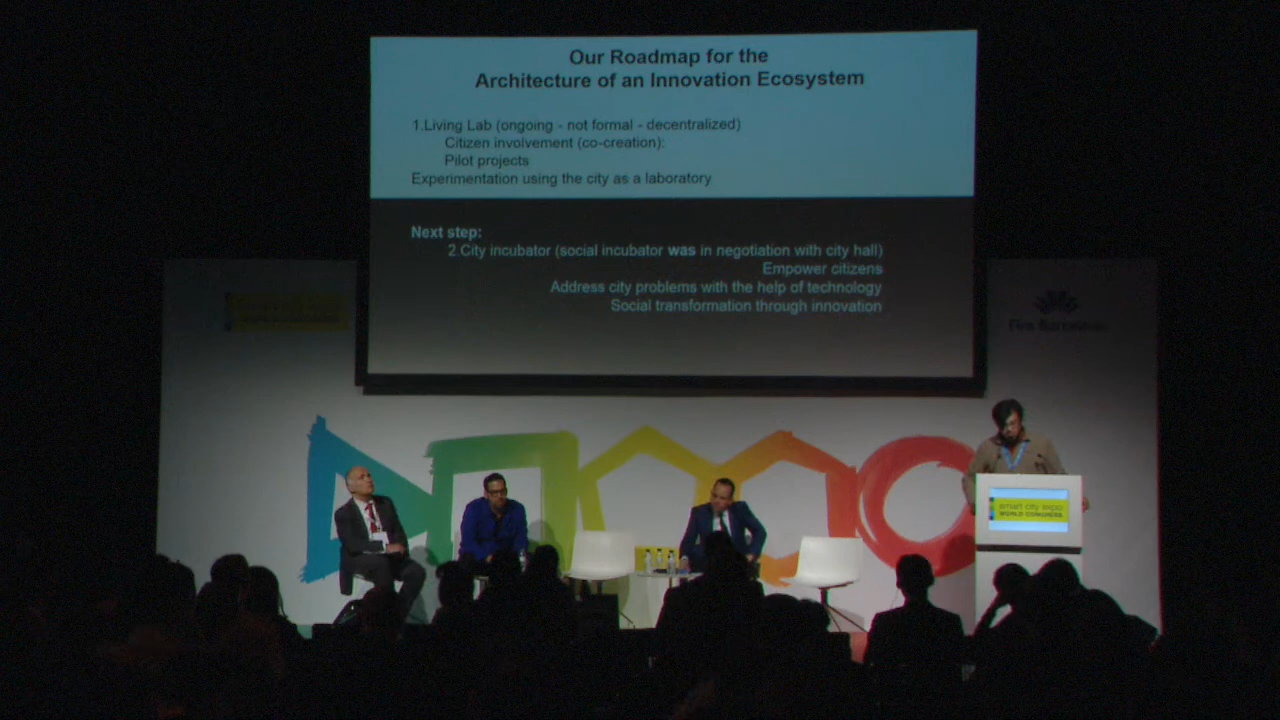 Our Roadmap for the
Architecture of an Innovation Ecosystem
1.Living Lab (ongoing - not formal - decentralized)
Citizen involvement (co-creation):
Pilot projects
Experimentation using the city as a laboratory
Next step:
2.City incubator (social incubator was in negotiation with city hall)
Empower citizens
Address city problems with the help of technology
Social transformation through innovation
smart city expo
WORLD CONGRESS